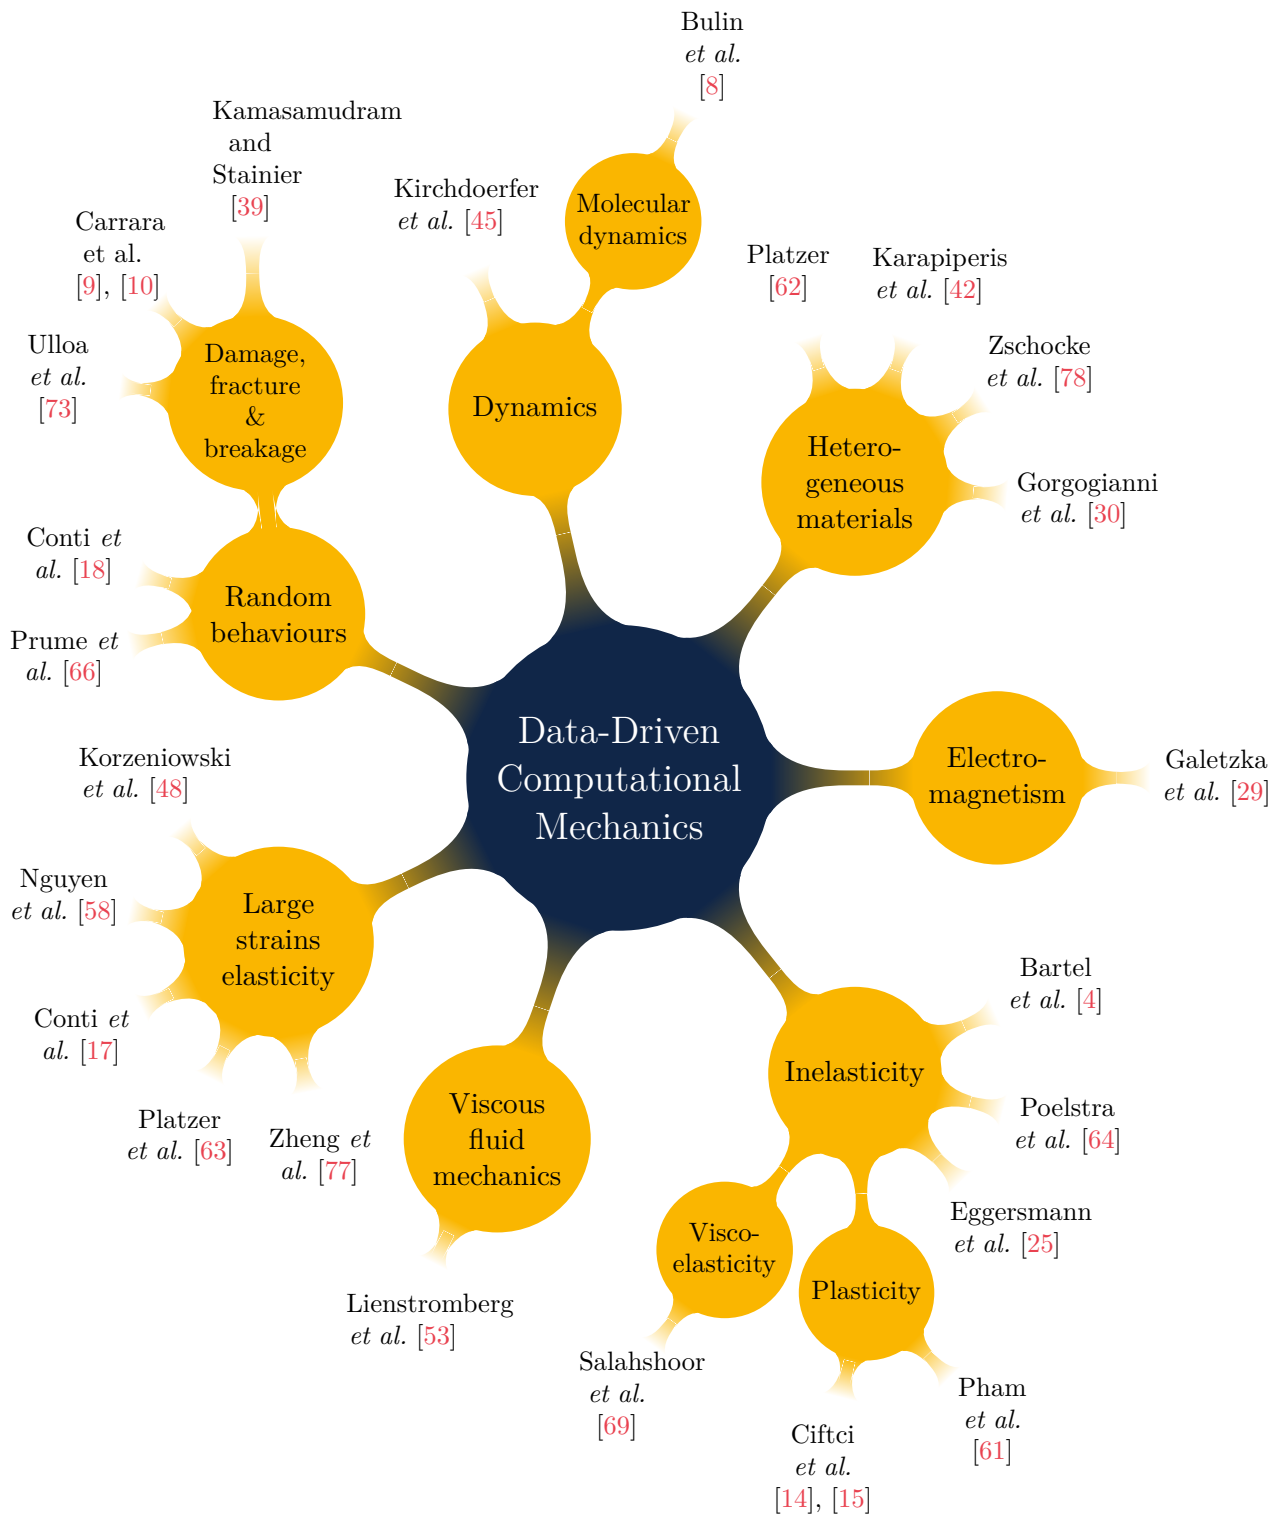 Bulin
et al.
[8]
Kamasamudram
and
Stainier
[39]
Kirchdoerfer
et al. [45]
Molecular
dynamics
Carrara
et al.
[9], [10]
Platzer
[62]
Karapiperis
et al. [42]
Ulloa
et al.
[73]
Damage,
fracture
&
breakage
Dynamics
Zschocke
et al. [78]
Hetero-
geneous
materials
Gorgogianni
et al. [30]
Conti et
al. [18]
Random
behaviours
Prume et
al. [66]
Data-Driven
Computational
Mechanics
Electro-
magnetism
Galetzka
et al. [29]
Korzeniowski
et al. [48]
Nguyen
et al. [58]
Large
strains
elasticity
Conti et
al. [17]
Platzer
et al. [63]
Zheng et
al. [77]
Viscous
fluid
mechanics
Lienstromberg
et al. [53]
Inelasticity
Bartel
et al. [4]
Poelstra
et al. [64]
Eggersmann
et al. [25]
Visco-
elasticity
Plasticity
Salahshoor
et al.
[69]
Ciftci
et al.
[14], [15]
Pham
et al.
[61]